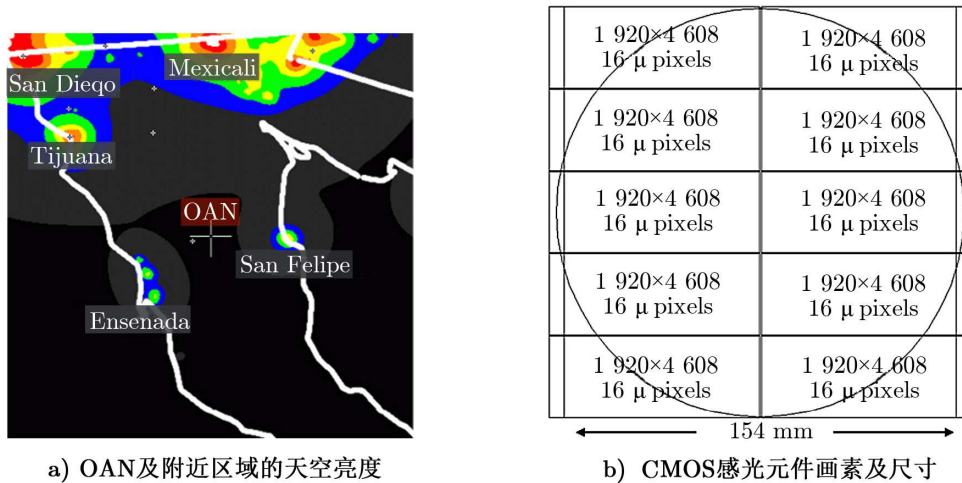 San Dieqo
Mexicali
Tijuana
OAN
San Felipe
Ensenada
a) OAN及附近区域的天空亮度
1 920×4 608
16 μ pixels
1 920×4 608
16 μ pixels
1 920×4 608
16 μ pixels
1 920×4 608
16 μ pixels
1 920×4 608
16 μ pixels
1 920×4 608
16 μ pixels
1 920×4 608
16 μ pixels
1 920×4 608
16 μ pixels
1 920×4 608
16 μ pixels
1 920×4 608
16 μ pixels
154 mm
b) CMOS感光元件画素及尺寸